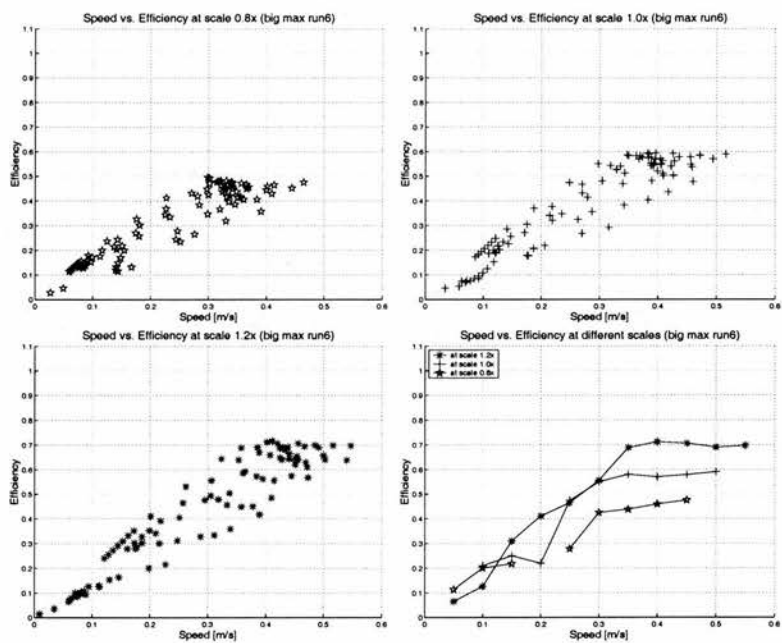 Speed vs. Efficiency at scale 0.8x (big max run6)
1.1
1
0.9
0.8
0.7
0.6
0.5
0.4
0.3
0.2
0.1
0
Efficiency
0 0.1 0.2 0.3 0.4 0.5 0.6
Speed [m/s]
Speed vs. Efficiency at scale 1.0x (big max run6)
1.1
1
0.9
0.8
0.7
0.6
0.5
0.4
0.3
0.2
0.1
0
Efficiency
0 0.1 0.2 0.3 0.4 0.5 0.6
Speed [m/s]
Speed vs. Efficiency at scale 1.2x (big max run6)
1.1
1
0.9
0.8
0.7
0.6
0.5
0.4
0.3
0.2
0.1
0
Efficiency
0 0.1 0.2 0.3 0.4 0.5 0.6
Speed [m/s]
Speed vs. Efficiency at different scales (big max run6)
at scale 1.2x
at scale 1.0x
at scale 0.8x
1.1
1
0.9
0.8
0.7
0.6
0.5
0.4
0.3
0.2
0.1
0
Efficiency
0 0.1 0.2 0.3 0.4 0.5 0.6
Speed [m/s]